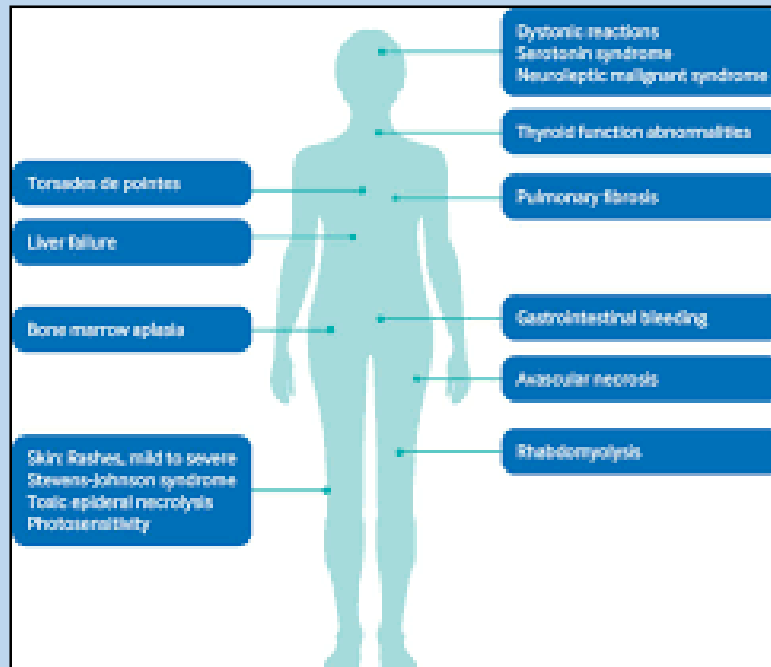 Dystonic reactions
Serotonin syndrome
Neuroleptic malignant syndrome
Thyroid function abnormalities
Torsades de pointes
Pulmonary fibrosis
Liver failure
Gastrointestinal bleeding
Bone marrow aplasia
Avascular necrosis
Rhabdomyolysis
Skin: Rashes, mild to severe
Stevens-Johnson syndrome
Toxic epideral necrolysis
Photosensitivity